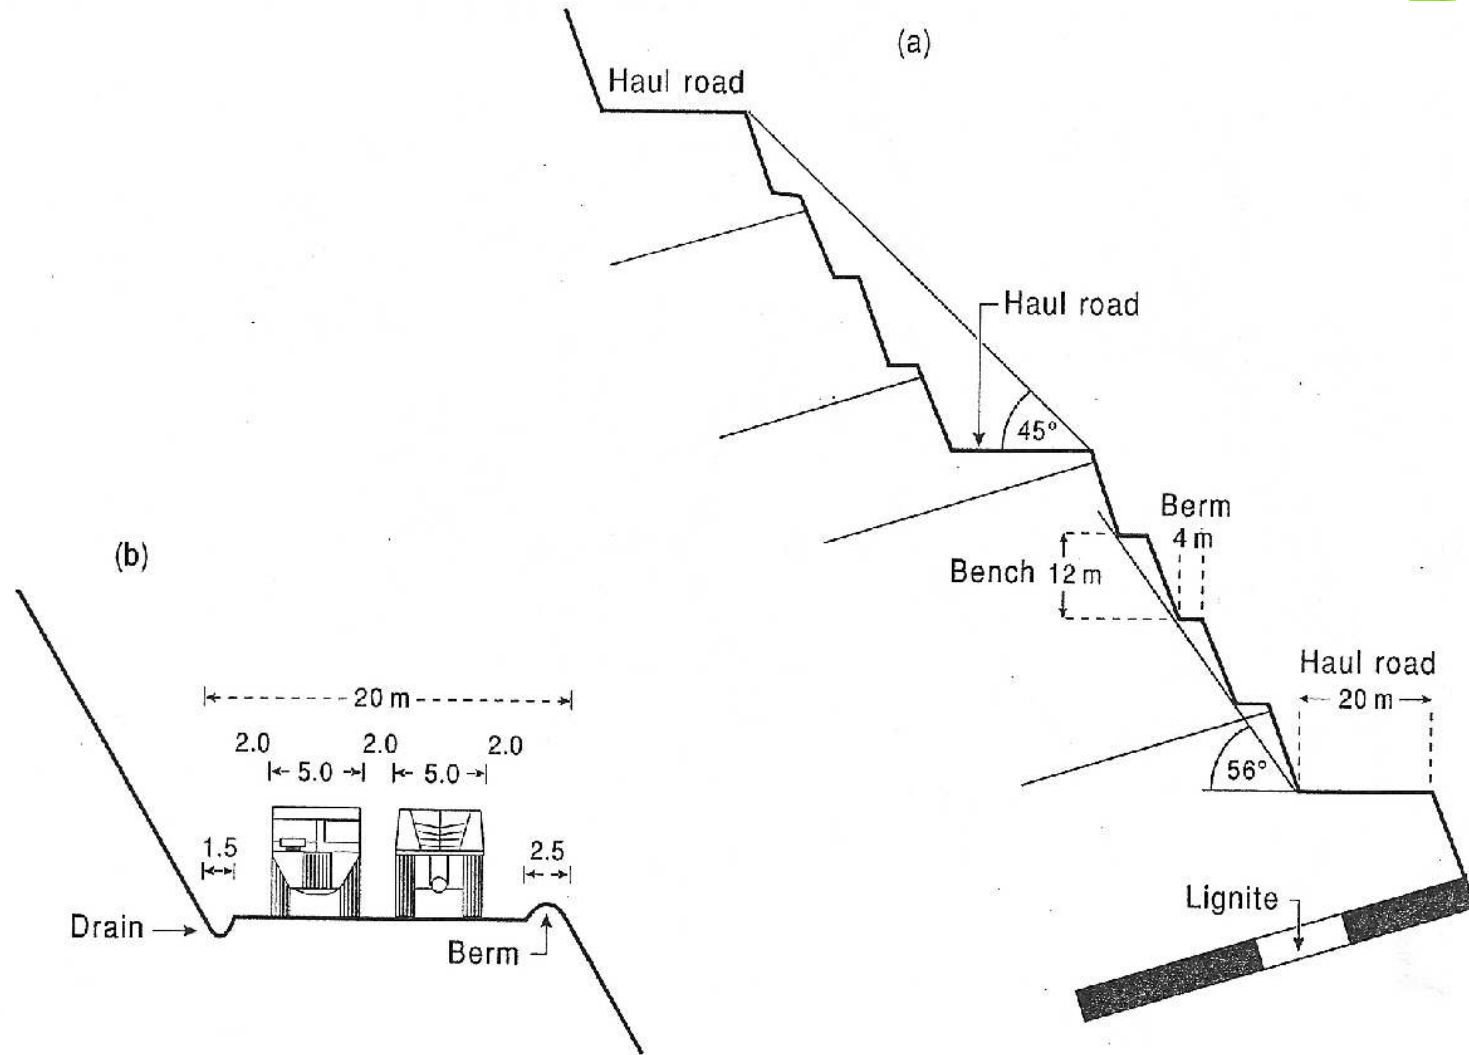 (a)
Haul road
Haul road
45°
Berm
4 m
Bench 12 m
(b)
Haul road
20 m
20 m
2.0 2.0 2.0
5.0 5.0
56°
1.5 2.5
Lignite
Drain
Berm